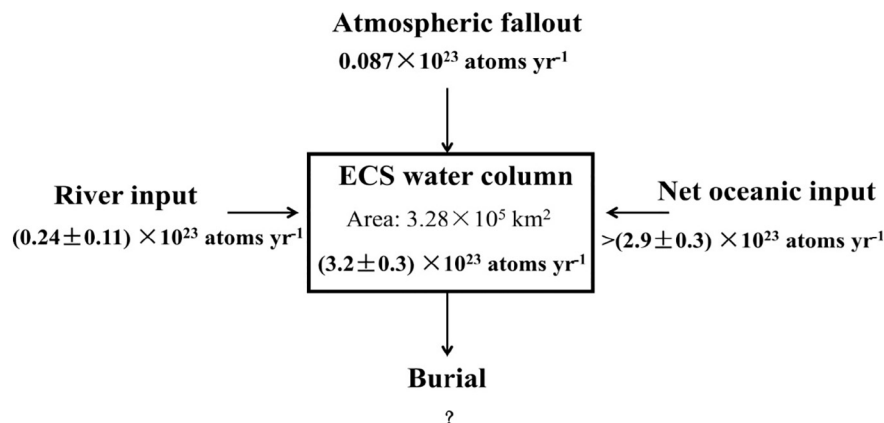 Atmospheric fallout
0.087×10²³ atoms yr⁻¹
ECS water column
Area: 3.28×10⁵ km²
(3.2±0.3) ×10²³ atoms yr⁻¹
River input
(0.24±0.11) ×10²³ atoms yr⁻¹
Net oceanic input
>(2.9±0.3) ×10²³ atoms yr⁻¹
Burial
?